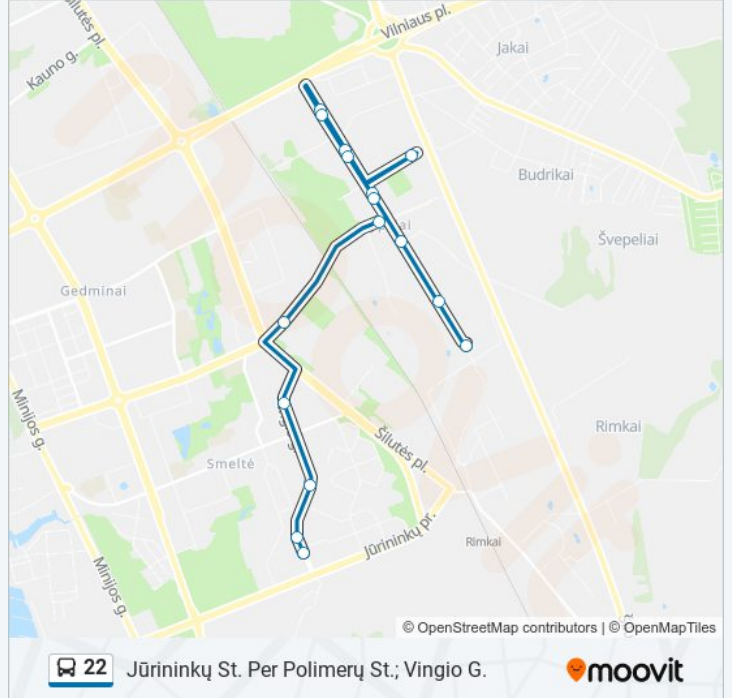 Silutės pl.
Vilniaus pl.
Jakai
Kauno g.
Budrikai
Švepeliai
Gedminai
Minijos g.
Rimkai
Šilutės pl.
Smeltė
Jūrininkų pr.
Rimkai
Minijos g.
© OpenStreetMap contributors | © OpenMapTiles
22 Jūrininkų St. Per Polimerų St.; Vingio G.
moovit